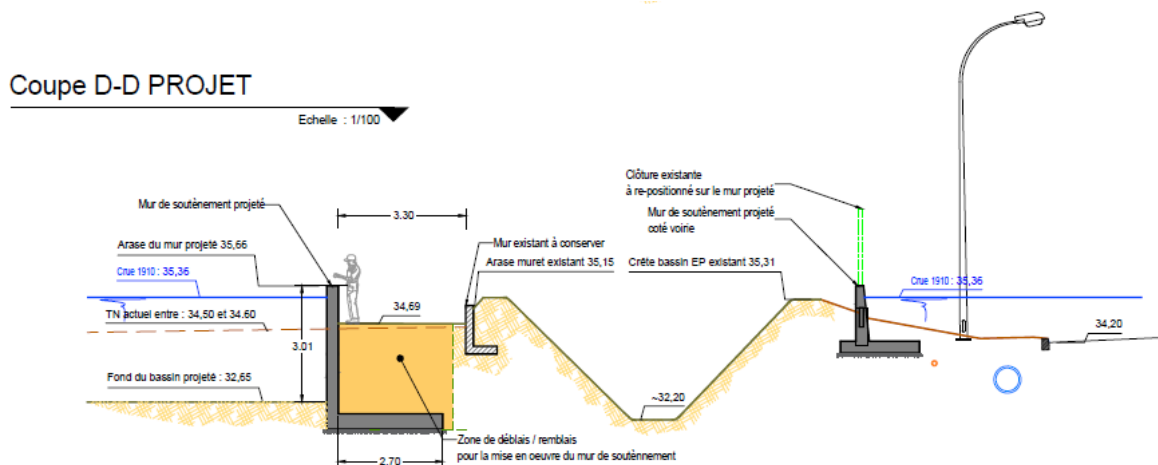 Coupe D-D PROJET
Echelle : 1/100
Clôture existante
à re-positionné sur le mur projeté
Mur de soutènement projeté
3.30
Mur de soutènement projeté
coté voirie
Arase du mur projeté 35,66
Mur existant à conserver
Arase muret existant 35,15
Crête bassin EP existant 35,31
Crue 1910 : 35,36
Crue 1910 : 35,36
TN actuel entre : 34,50 et 34.60
34,69
34,20
3.01
Fond du bassin projeté : 32,65
~32,20
Zone de déblais / remblais
pour la mise en oeuvre du mur de soutènnement
2.70